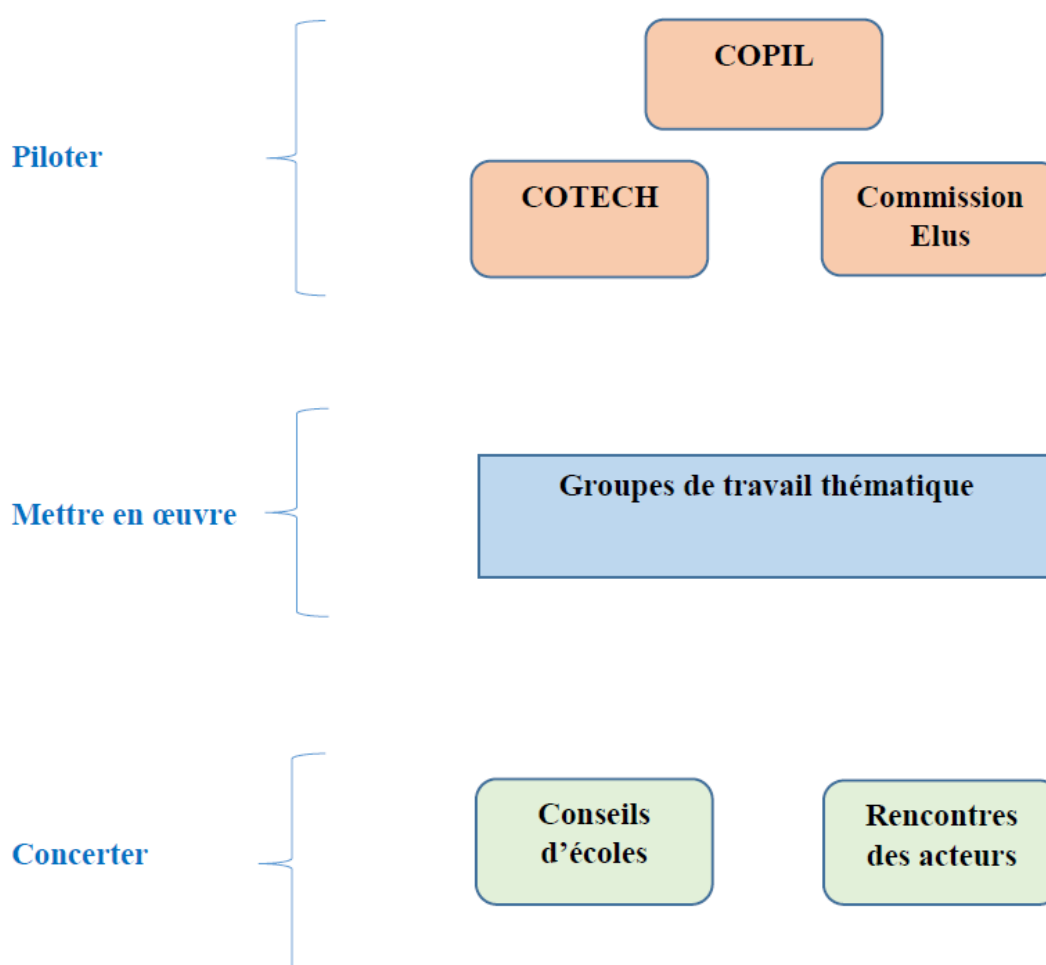 COPIL
Piloter
COTECH
Commission
Elus
Groupes de travail thématique
Mettre en œuvre
Conseils
d’écoles
Rencontres
des acteurs
Concerter